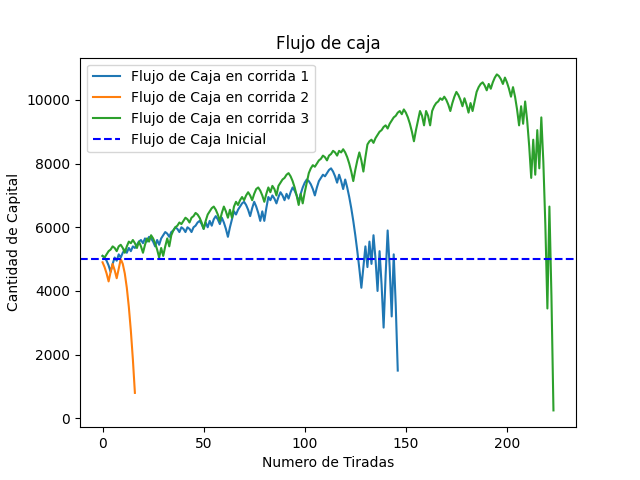 Flujo de caja
Flujo de Caja en corrida 1
Flujo de Caja en corrida 2
Flujo de Caja en corrida 3
Flujo de Caja Inicial
Cantidad de Capital
10000
8000
6000
4000
2000
0
0 50 100 150 200
Numero de Tiradas